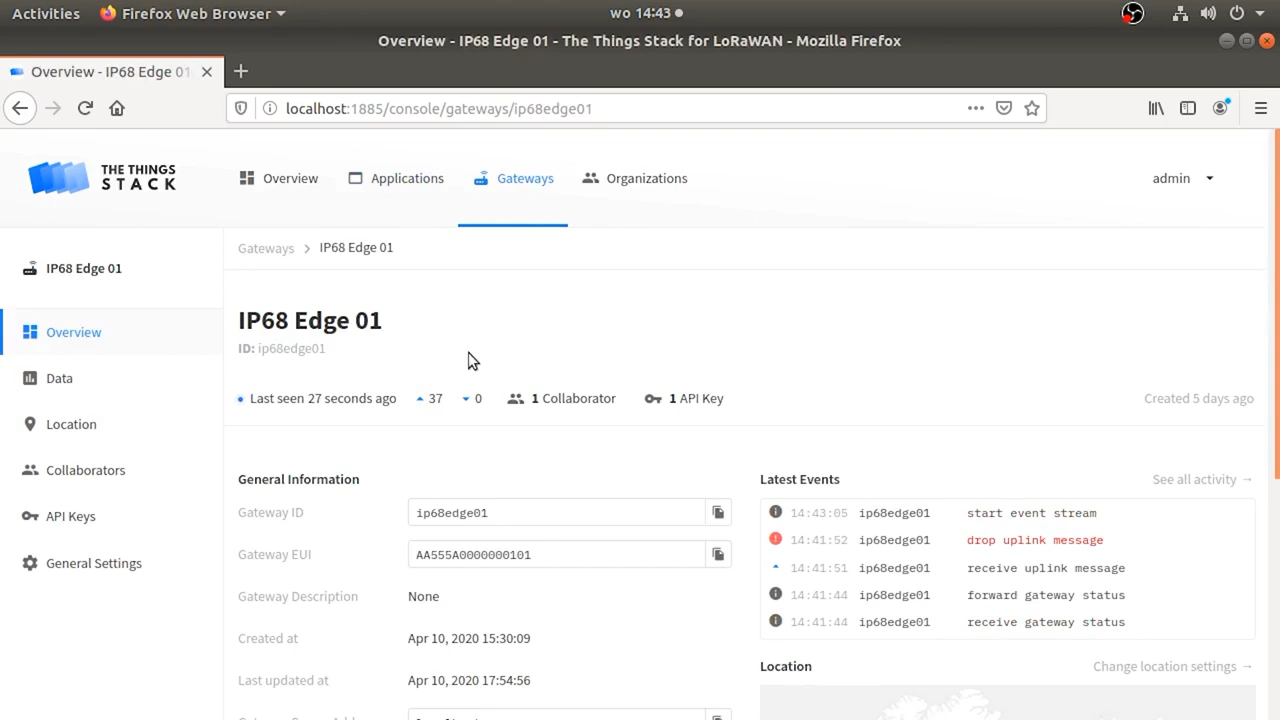 Activities Firefox Web Browser wo 14:43
Overview - IP68 Edge 01 - The Things Stack for LoRaWAN - Mozilla Firefox
Overview - IP68 Edge 01
localhost:1885/console/gateways/ip68edge01
THE THINGS
STACK
Overview Applications Gateways Organizations admin
IP68 Edge 01
Overview
Data
Location
Collaborators
API Keys
General Settings
Gateways > IP68 Edge 01
IP68 Edge 01
ID: ip68edge01
Last seen 27 seconds ago 37 0 1 Collaborator 1 API Key Created 5 days ago
General Information
Gateway ID ip68edge01
Gateway EUI AA555A0000000101
Gateway Description None
Created at Apr 10, 2020 15:30:09
Last updated at Apr 10, 2020 17:54:56
Latest Events See all activity →
14:43:05 ip68edge01 start event stream
14:41:52 ip68edge01 drop uplink message
14:41:51 ip68edge01 receive uplink message
14:41:44 ip68edge01 forward gateway status
14:41:44 ip68edge01 receive gateway status
Location Change location settings →